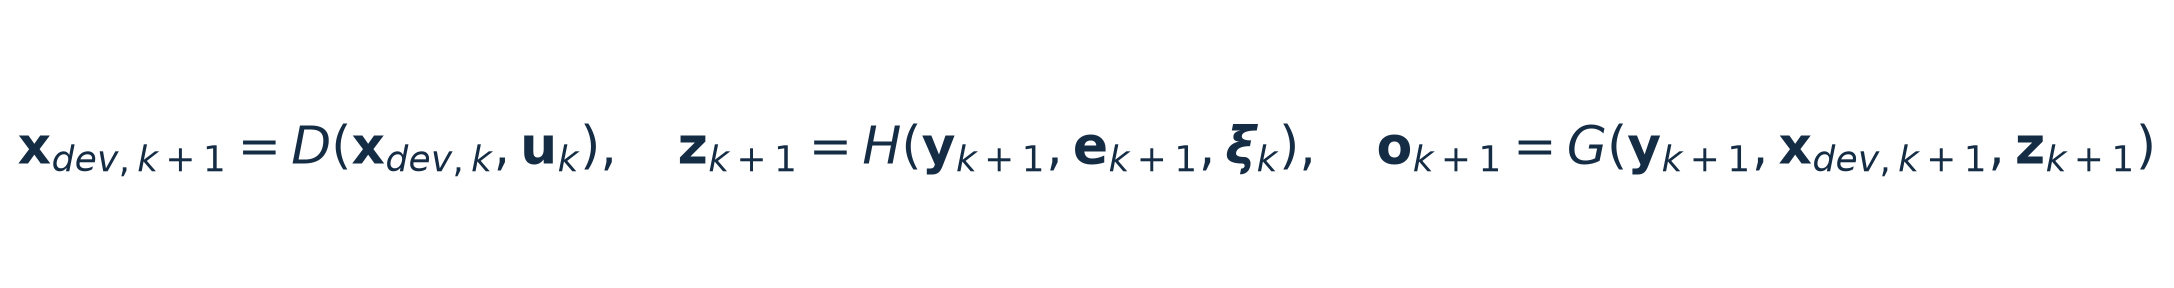 𝐱_{dev, k+1} = D(𝐱_{dev, k}, 𝐮_k),  𝐳_{k+1} = H(𝐲_{k+1}, 𝐞_{k+1}, 𝛏_k),  𝐨_{k+1} = G(𝐲_{k+1}, 𝐱_{dev, k+1}, 𝐳_{k+1})